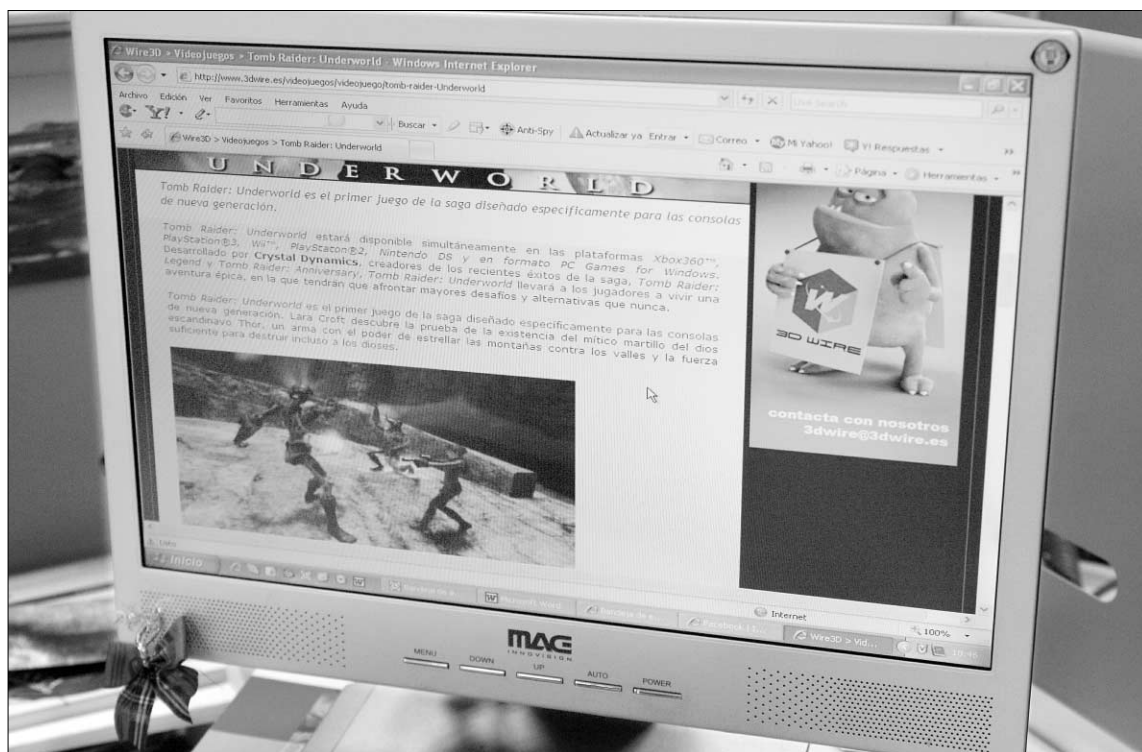 Wire3D > Videojuegos > Tomb Raider: Underworld - Windows Internet Explorer
http://www.3dwire.es/videojuegos/videojuego/tomb-raider-Underworld
Live Search
Archivo Edición Ver Favoritos Herramientas Ayuda
Y! Buscar Anti-Spy Actualizar ya Entrar Correo Mi Yahoo! Y! Respuestas
Wire3D > Videojuegos > Tomb Raider: Underworld
Página Herramientas
UNDERWORLD
Tomb Raider: Underworld es el primer juego de la saga diseñado específicamente para las consolas
de nueva generación.
Tomb Raider: Underworld estará disponible simultáneamente en las plataformas Xbox360™,
PlayStation®3, Wii™, PlayStaton®2, Nintendo DS y en formato PC Games for Windows.
Desarrollado por Crystal Dynamics, creadores de los recientes éxitos de la saga, Tomb Raider:
Legend y Tomb Raider: Anniversary, Tomb Raider: Underworld llevará a los jugadores a vivir una
aventura épica, en la que tendrán que afrontar mayores desafíos y alternativas que nunca.
Tomb Raider: Underworld es el primer juego de la saga diseñado específicamente para las consolas
de nueva generación. Lara Croft descubre la prueba de la existencia del mítico martillo del dios
escandinavo Thor, un arma con el poder de estrellar las montañas contra los valles y la fuerza
suficiente para destruir incluso a los dioses.
3D WIRE
contacta con nosotros
3dwire@3dwire.es
Listo
Internet
100%
Inicio
Microsoft Word
Facebook |
Wire3D > Vid...
MAG
INNOVISION
MENU DOWN UP AUTO POWER